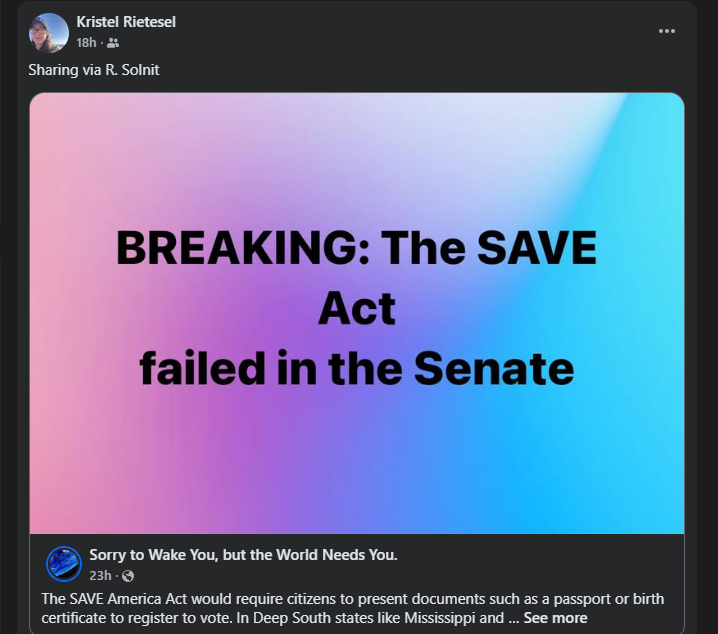 Kristel Rietesel
18h ·
Sharing via R. Solnit
BREAKING: The SAVE
Act
failed in the Senate
Sorry to Wake You, but the World Needs You.
23h ·
The SAVE America Act would require citizens to present documents such as a passport or birth
certificate to register to vote. In Deep South states like Mississippi and ... See more